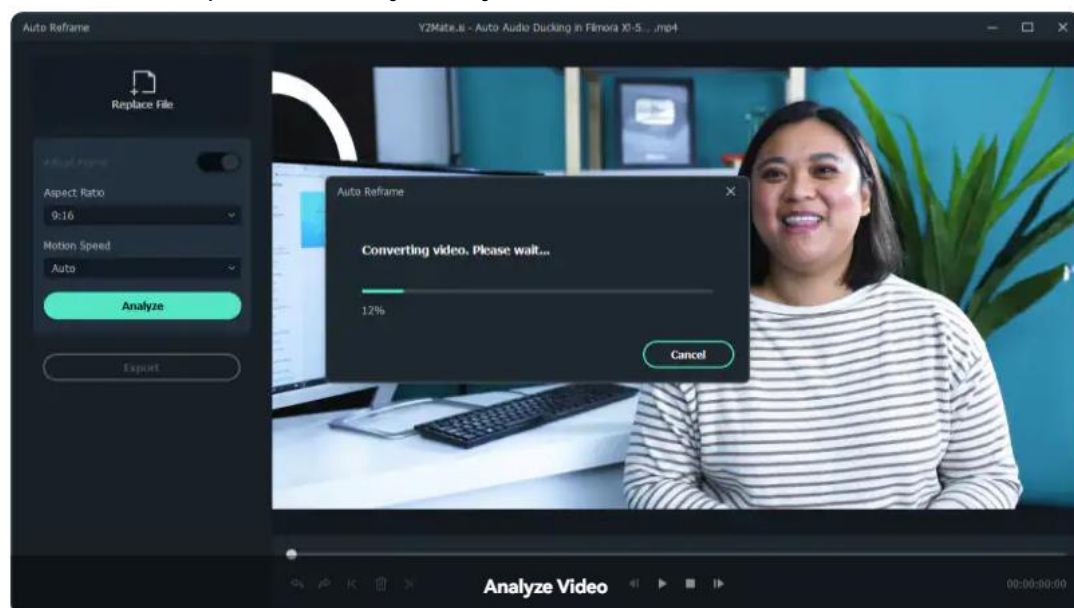 Auto Reframe
Y2Mate.is - Auto Audio Ducking in Filmora XI-S... .mp4
Replace File
Aspect Ratio
9:16
Motion Speed
Auto
Analyze
Export
Auto Reframe
Converting video. Please wait...
12%
Cancel
Analyze Video
00:00:00:00